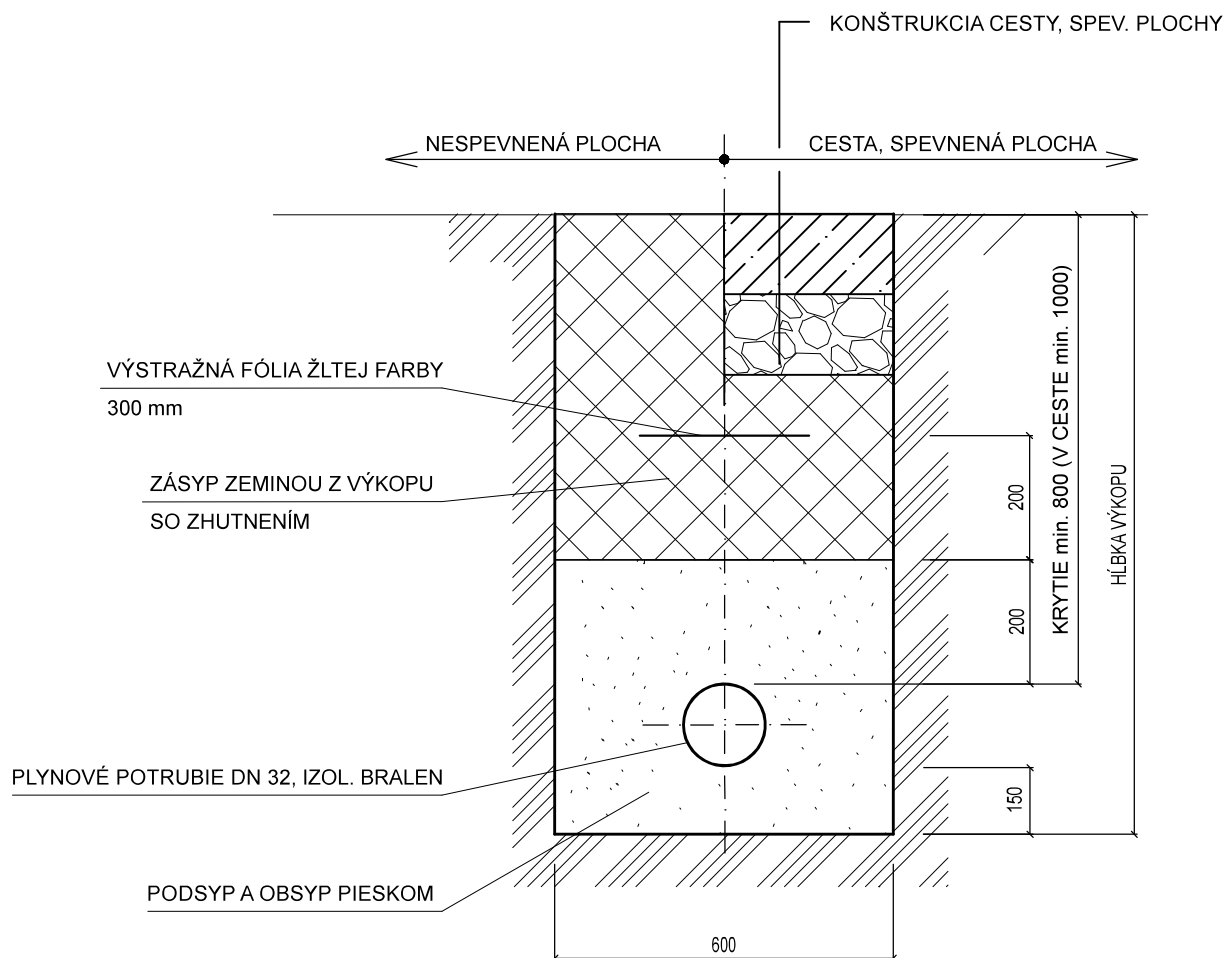 KONŠTRUKCIA CESTY, SPEV. PLOCHY
NESPEVNENÁ PLOCHA
CESTA, SPEVNENÁ PLOCHA
VÝSTRAŽNÁ FÓLIA ŽLTEJ FARBY
300 mm
ZÁSYP ZEMINOU Z VÝKOPU
SO ZHUTNENÍM
PLYNOVÉ POTRUBIE DN 32, IZOL. BRALEN
PODSYP A OBSYP PIESKOM
200
200
150
KRYTIE min. 800 (V CESTE min. 1000)
HĹBKA VÝKOPU
600